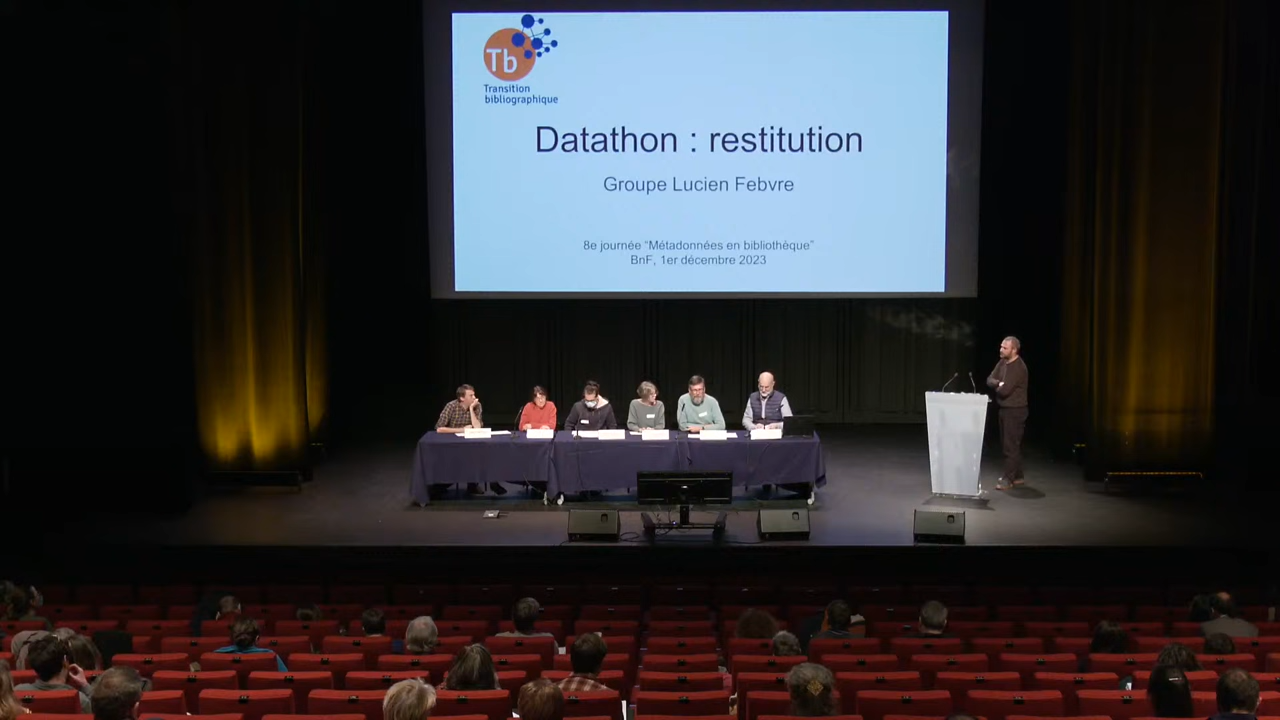 Tb
Transition
bibliographique
Datathon : restitution
Groupe Lucien Febvre
8e journée “Métadonnées en bibliothèque”
BnF, 1er décembre 2023